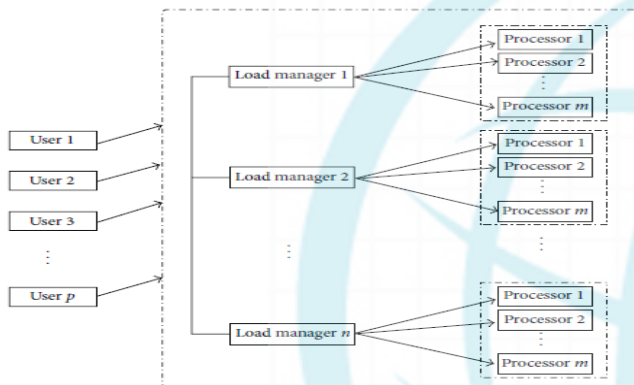 User 1
User 2
User 3
⋮
User p
Load manager 1
Load manager 2
⋮
Load manager n
Processor 1
Processor 2
⋮
Processor m
Processor 1
Processor 2
⋮
Processor m
⋮
Processor 1
Processor 2
⋮
Processor m